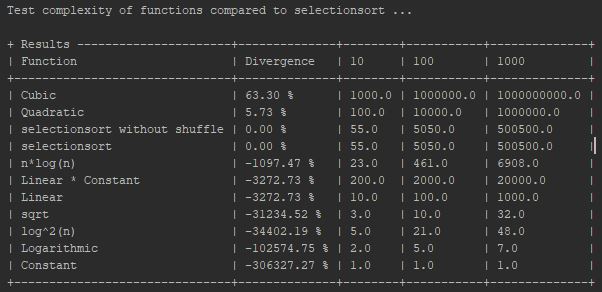 Test complexity of functions compared to selectionsort ...
+ Results ----------------------+--------------+--------+-----------+--------------+
| Function | Divergence | 10 | 100 | 1000 |
+-------------------------------+--------------+--------+-----------+--------------+
| Cubic | 63.30 % | 1000.0 | 1000000.0 | 1000000000.0 |
| Quadratic | 5.73 % | 100.0 | 10000.0 | 1000000.0 |
| selectionsort without shuffle | 0.00 % | 55.0 | 5050.0 | 500500.0 |
| selectionsort | 0.00 % | 55.0 | 5050.0 | 500500.0 |
| n*log(n) | -1097.47 % | 23.0 | 461.0 | 6908.0 |
| Linear * Constant | -3272.73 % | 200.0 | 2000.0 | 20000.0 |
| Linear | -3272.73 % | 10.0 | 100.0 | 1000.0 |
| sqrt | -31234.52 % | 3.0 | 10.0 | 32.0 |
| log^2(n) | -34402.19 % | 5.0 | 21.0 | 48.0 |
| Logarithmic | -102574.75 % | 2.0 | 5.0 | 7.0 |
| Constant | -306327.27 % | 1.0 | 1.0 | 1.0 |
+-------------------------------+--------------+--------+-----------+--------------+